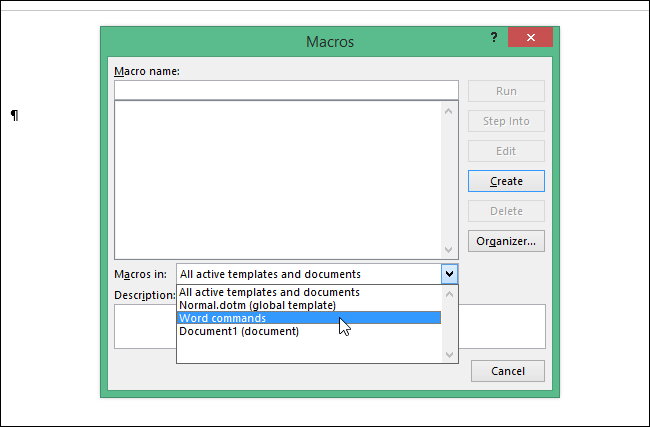 Macros
?
Macro name:
¶
Run
Step Into
Edit
Create
Delete
Organizer...
Macros in:
All active templates and documents
Description:
All active templates and documents
Normal.dotm (global template)
Word commands
Document1 (document)
Cancel